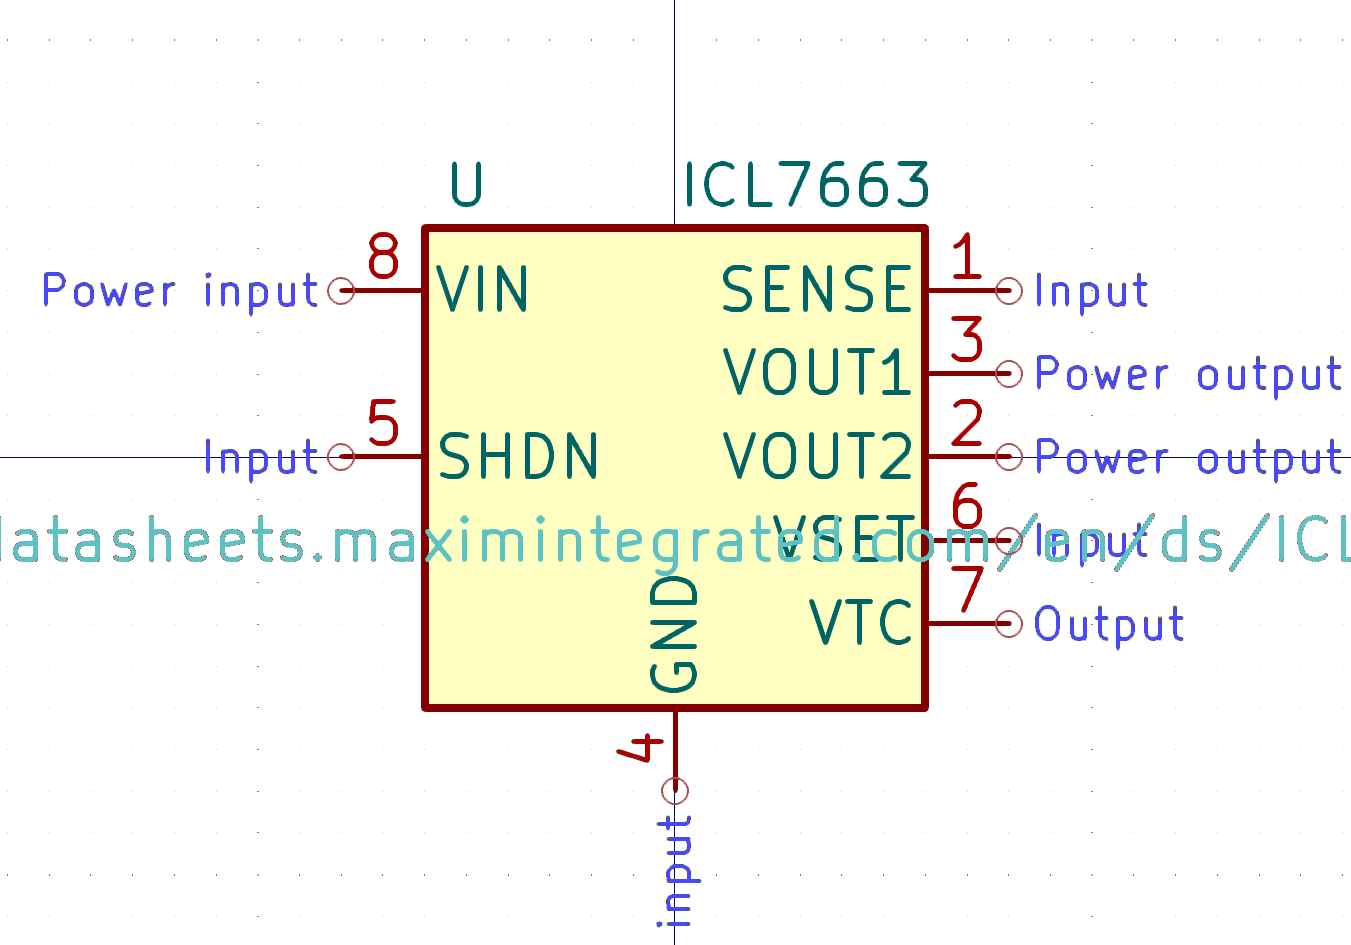 U ICL7663
8 1
Power input VIN SENSE Input
3
VOUT1 Power output
5 2
Input SHDN VOUT2 Power output
6
VSET Input
datasheets.maximintegrated.com/en/ds/ICL
7
VTC Output
GND
4
input